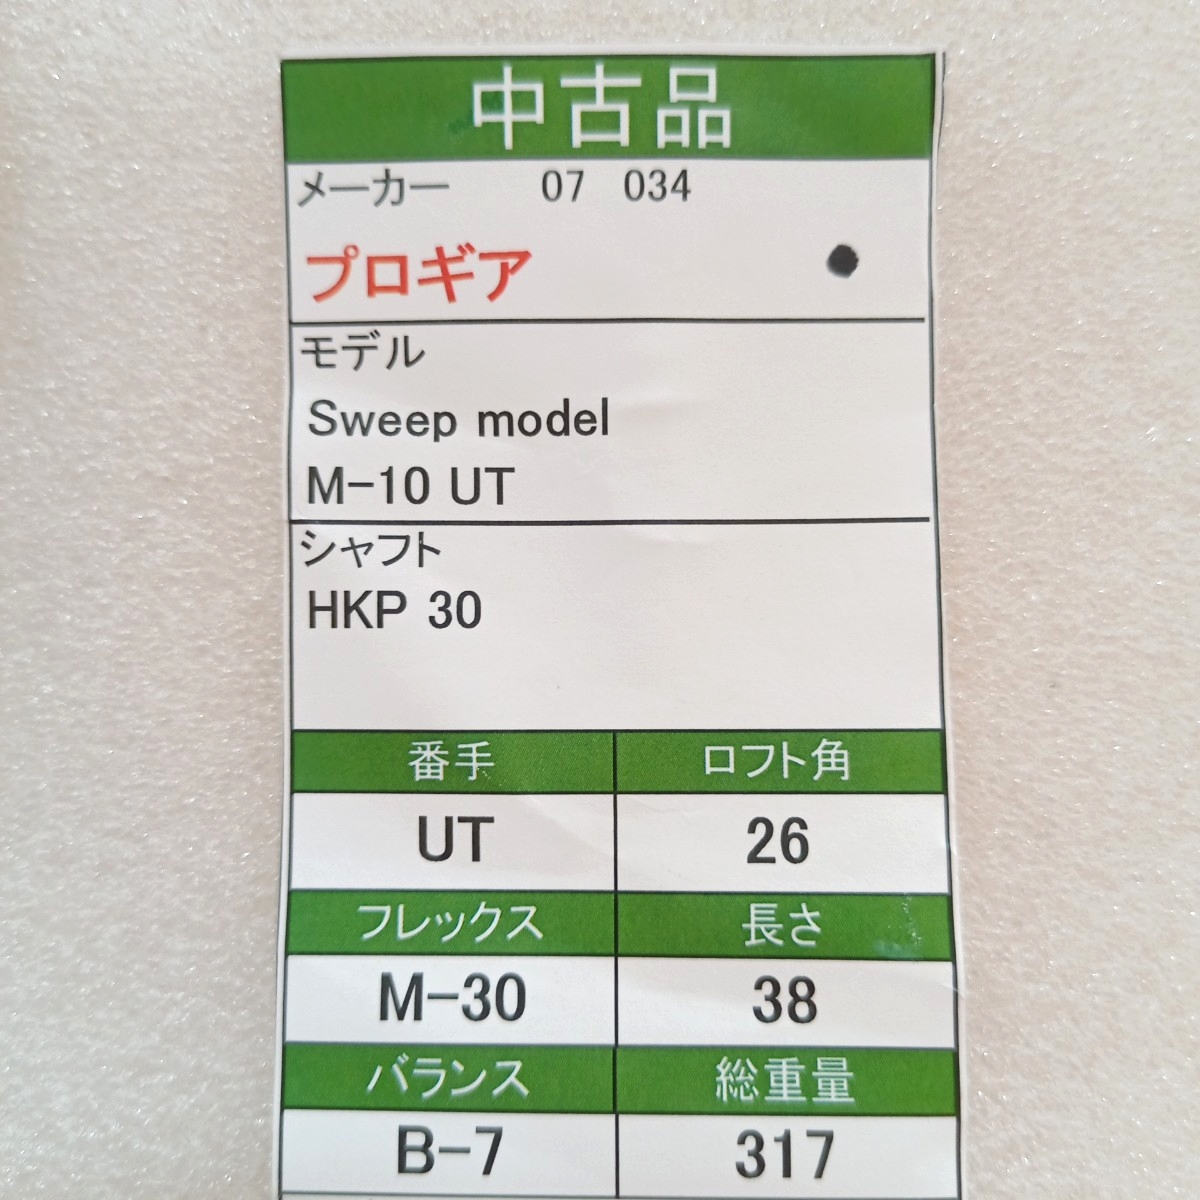 中古品
メーカー 07 034
プロギア
モデル
Sweep model
M-10 UT
シャフト
HKP 30
番手 ロフト角
UT 26
フレックス 長さ
M-30 38
バランス 総重量
B-7 317